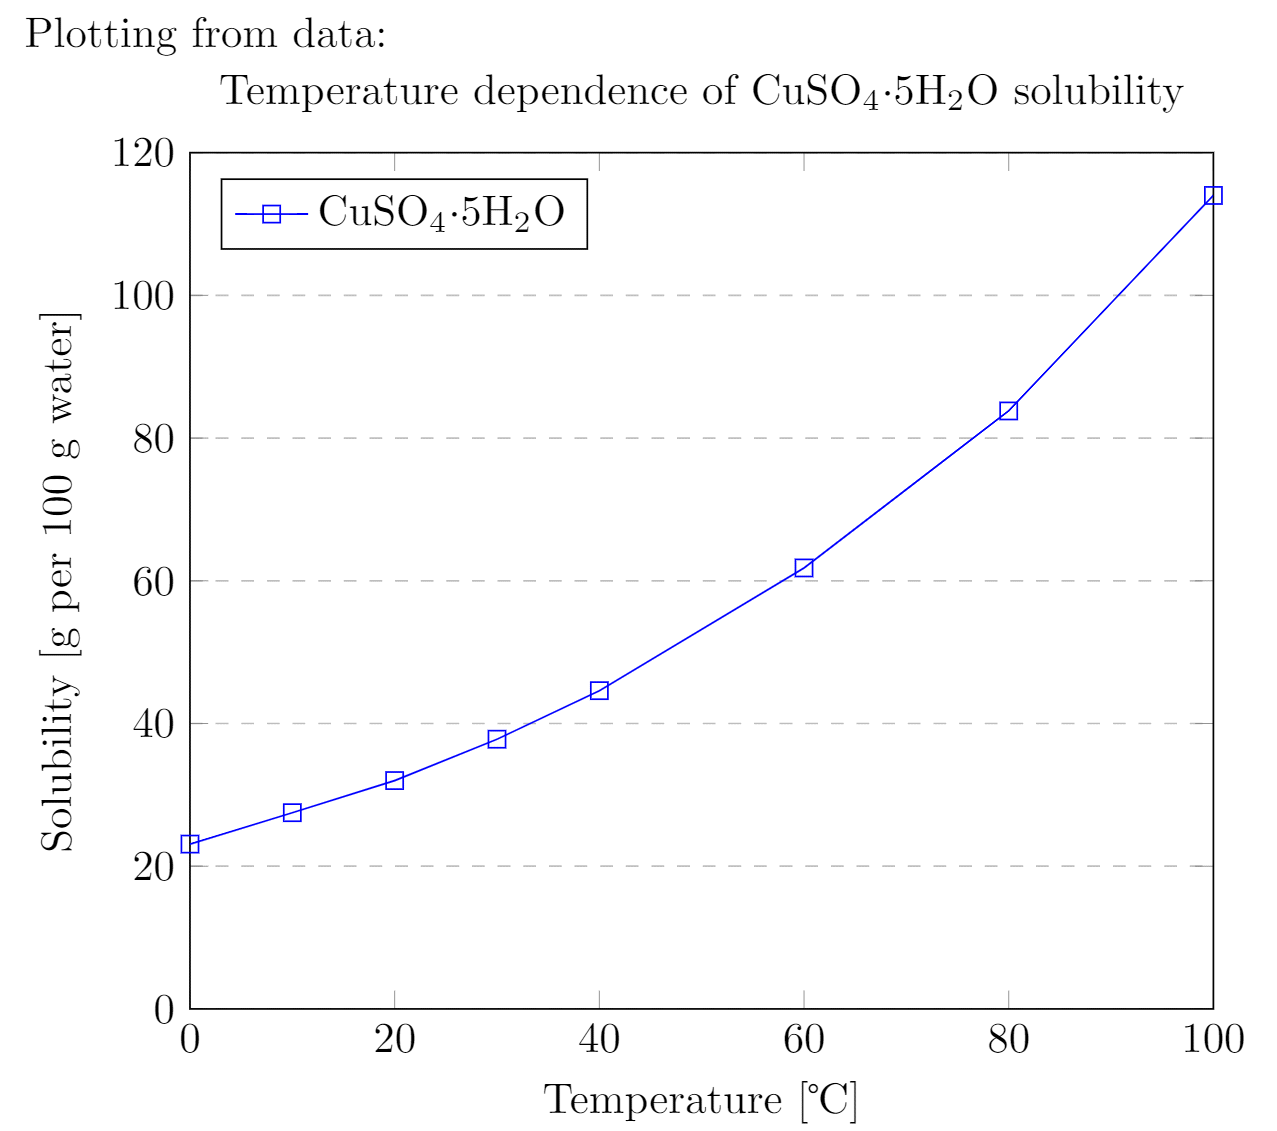 Plotting from data:
Temperature dependence of CuSO₄·5H₂O solubility
120
CuSO₄·5H₂O
100
80
60
40
20
0
Solubility [g per 100 g water]
0 20 40 60 80 100
Temperature [℃]